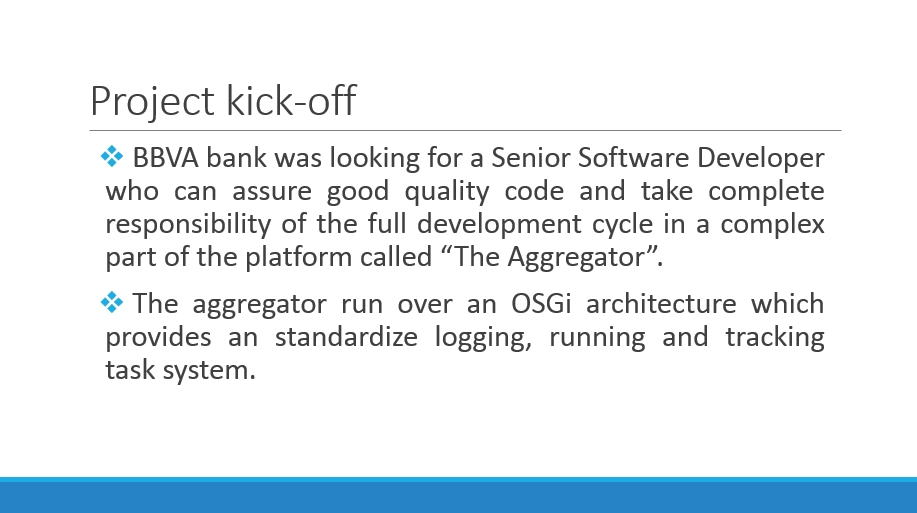 Project kick-off
❖ BBVA bank was looking for a Senior Software Developer
who can assure good quality code and take complete
responsibility of the full development cycle in a complex
part of the platform called “The Aggregator”.
❖ The aggregator run over an OSGi architecture which
provides an standardize logging, running and tracking
task system.